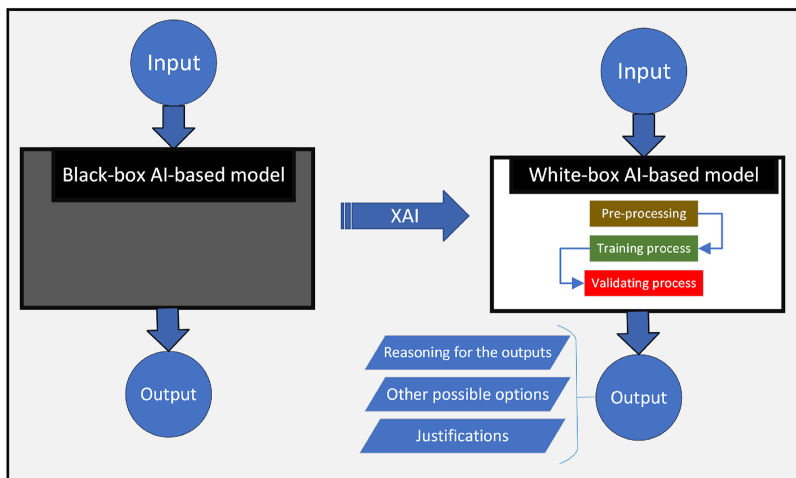 Input
Black-box AI-based model
Output
XAI
Input
White-box AI-based model
Pre-processing
Training process
Validating process
Reasoning for the outputs
Other possible options
Justifications
Output